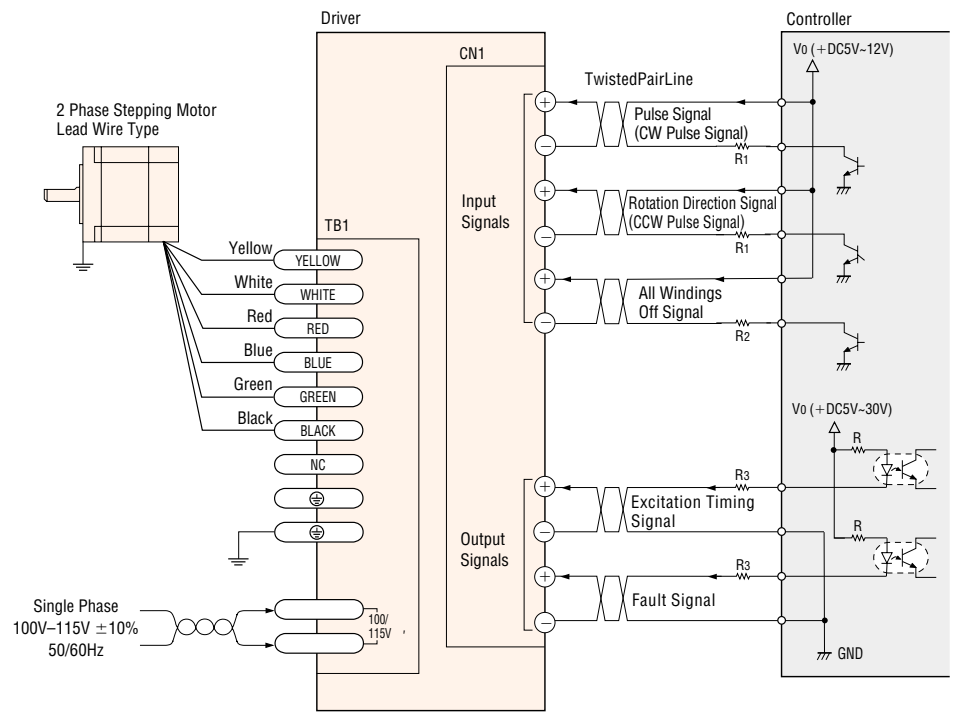 Driver
Controller
CN1
V0 (+DC5V~12V)
TwistedPairLine
2 Phase Stepping Motor
Lead Wire Type
+
Pulse Signal
(CW Pulse Signal)
−
R1
Input
Signals
+
Rotation Direction Signal
(CCW Pulse Signal)
−
R1
TB1
Yellow
YELLOW
+
All Windings
Off Signal
−
R2
White
WHITE
Red
RED
Blue
BLUE
Green
GREEN
Black
BLACK
NC
V0 (+DC5V~30V)
R
R3
+
Excitation Timing
Signal
−
Output
Signals
R
R3
+
Fault Signal
−
GND
Single Phase
100V–115V ±10%
50/60Hz
100/
115V